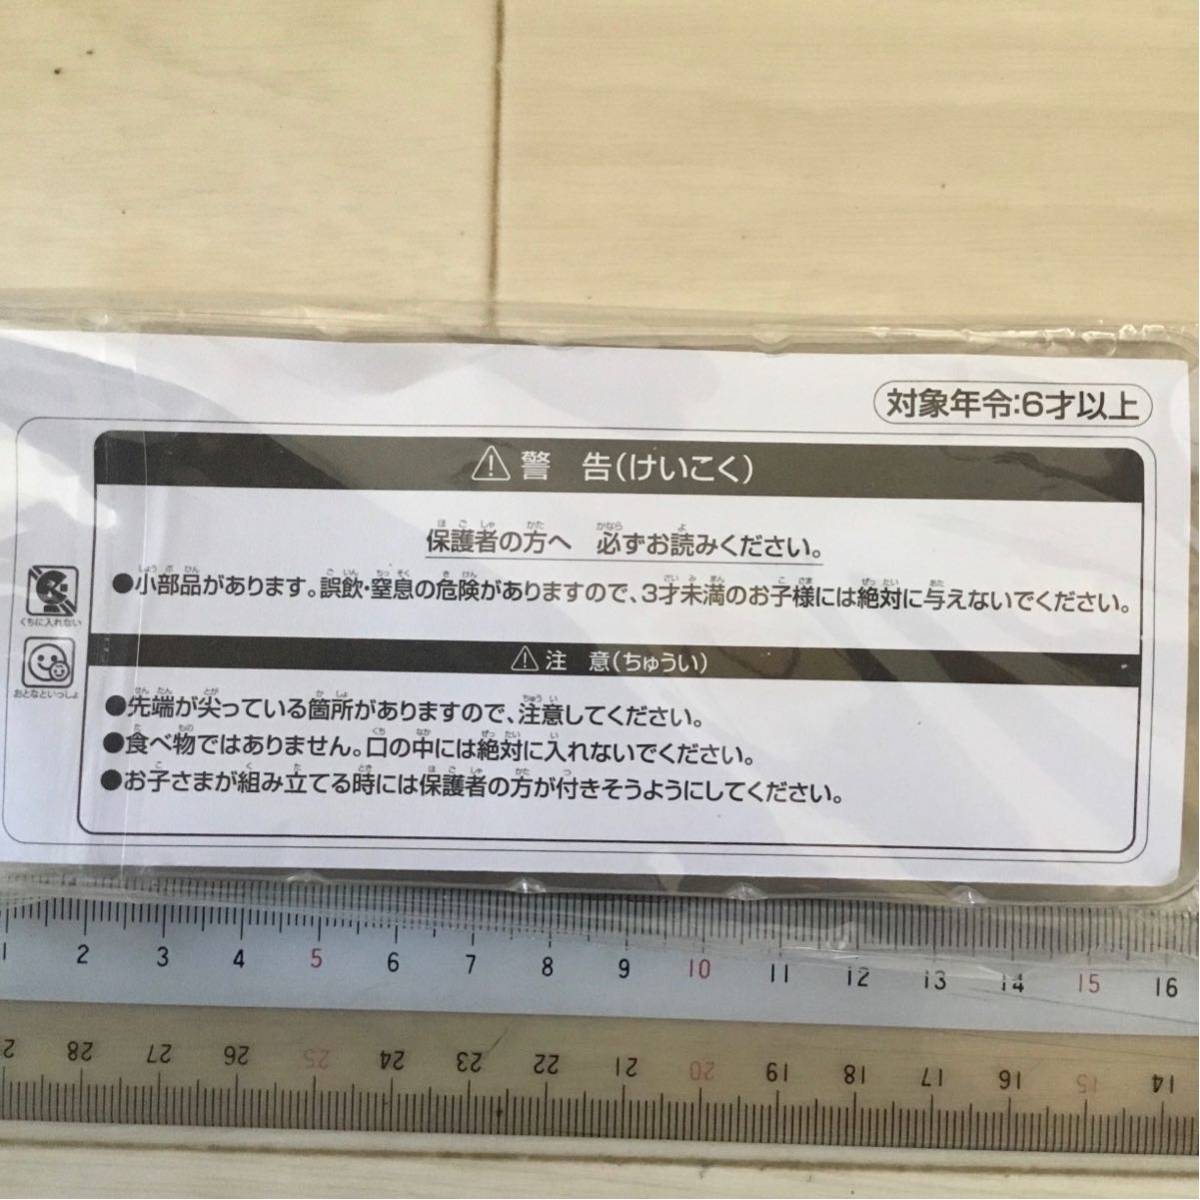 対象年令:6才以上
⚠警 告(けいこく)
保護者の方へ 必ずお読みください。
●小部品があります。誤飲・窒息の危険がありますので、3才未満のお子様には絶対に与えないでください。
くちに入れない
⚠注 意(ちゅうい)
おとなといっしょ
●先端が尖っている箇所がありますので、注意してください。
●食べ物ではありません。口の中には絶対に入れないでください。
●お子さまが組み立てる時には保護者の方が付きそうようにしてください。
1 2 3 4 5 6 7 8 9 10 11 12 13 14 15 16
28 27 26 25 24 23 22 21 20 19 18 17 16 15 14